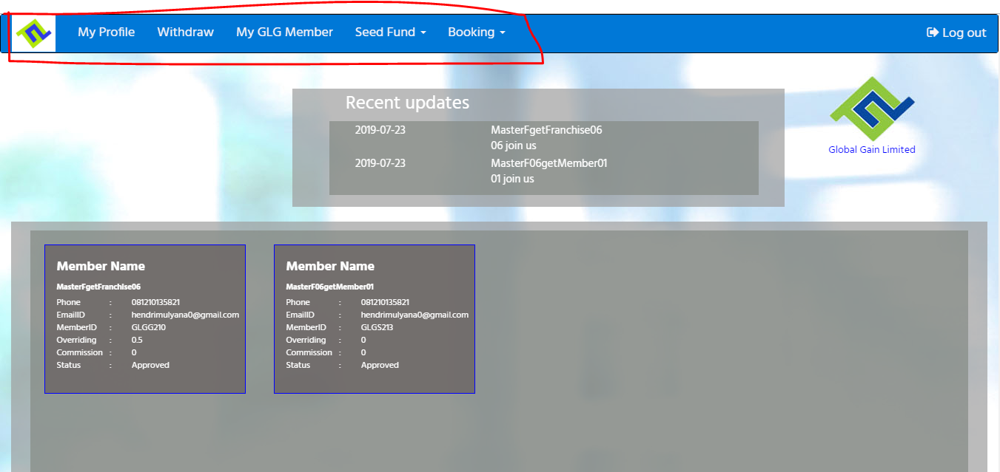 My Profile Withdraw My GLG Member Seed Fund Booking Log out
Recent updates
2019-07-23 MasterFgetFranchise06
06 join us
2019-07-23 MasterF06getMember01
01 join us
Global Gain Limited
Member Name
MasterFgetFranchise06
Phone : 081210135821
EmailID : hendrimulyana0@gmail.com
MemberID : GLGG210
Overriding : 0.5
Commission : 0
Status : Approved
Member Name
MasterF06getMember01
Phone : 081210135821
EmailID : hendrimulyana0@gmail.com
MemberID : GLGS213
Overriding : 0
Commission : 0
Status : Approved